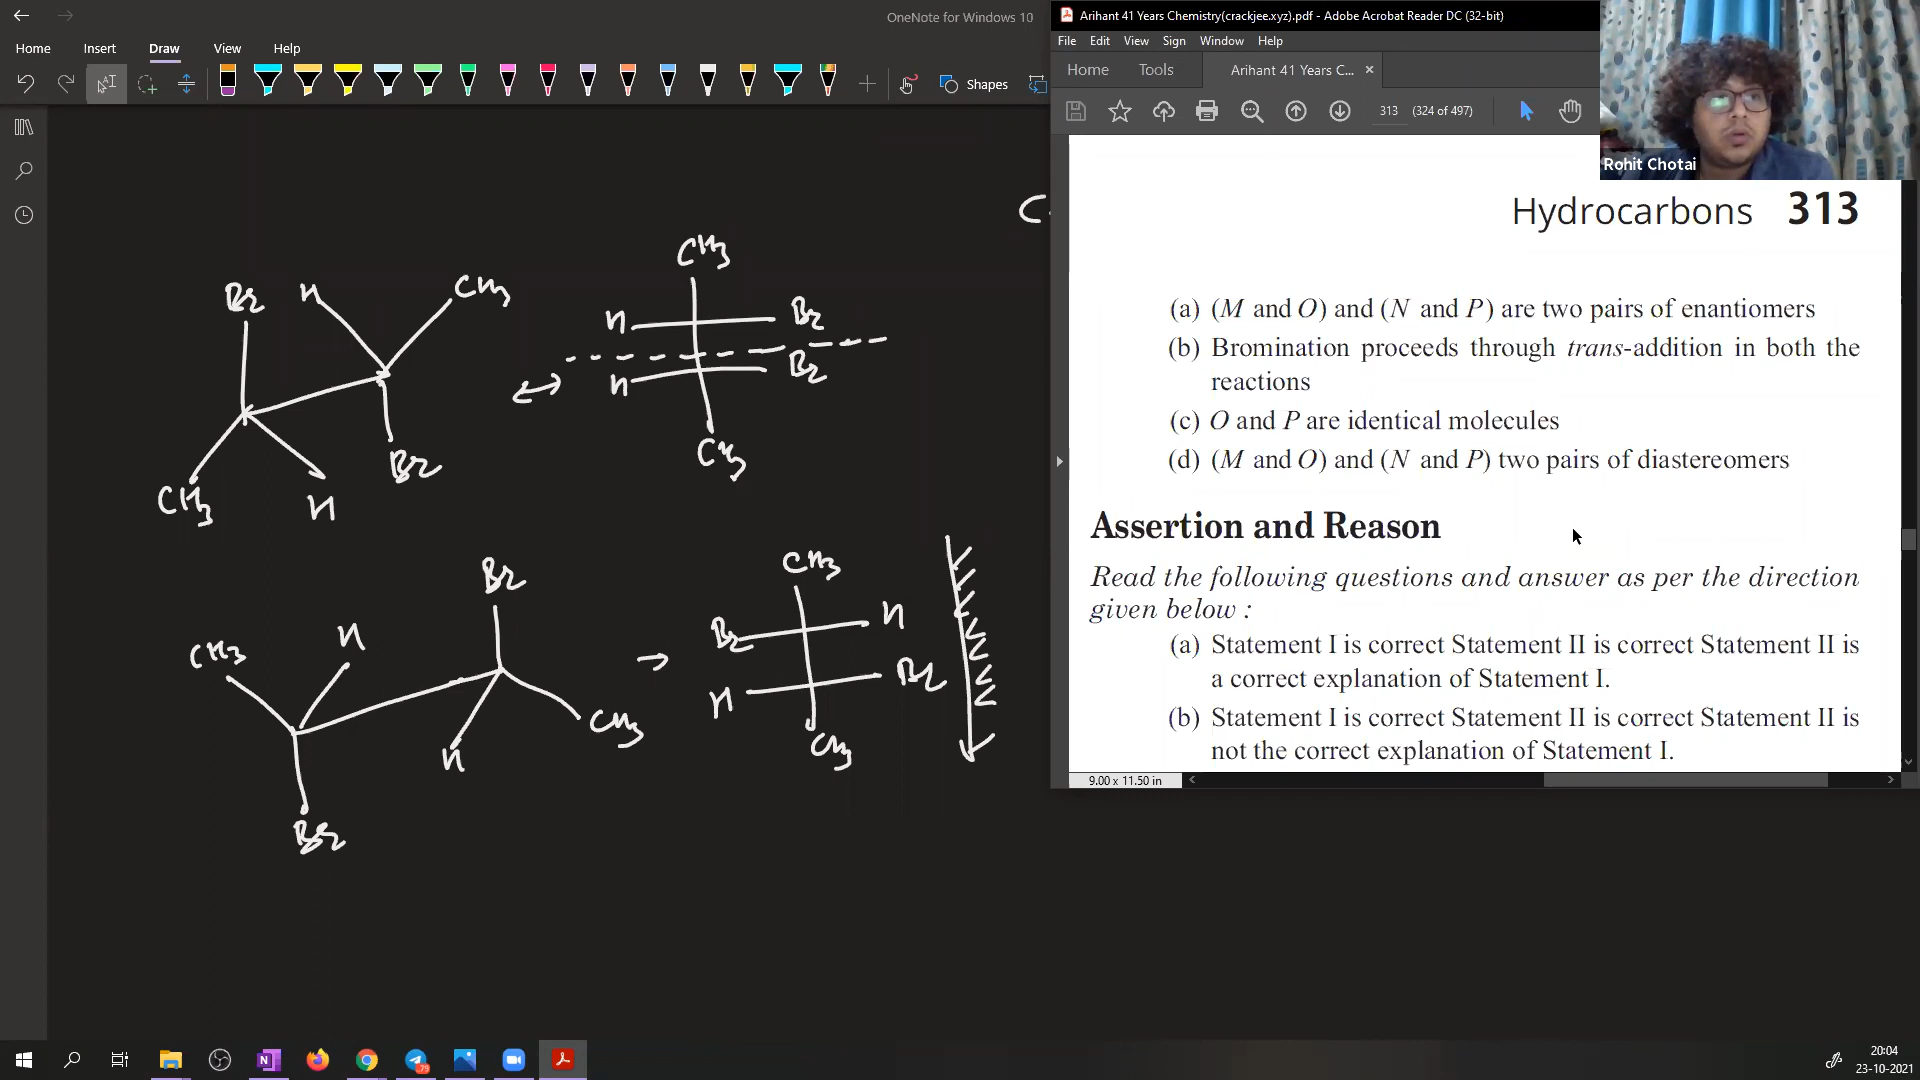 OneNote for Windows 10
Home Insert Draw View Help
Shapes
Br H CH3
CH3 H Br
CH3
H Br
H Br
CH3
CH3 H Br
Br H CH3
CH3
Br H
H Br
CH3
C
Arihant 41 Years Chemistry(crackjee.xyz).pdf - Adobe Acrobat Reader DC (32-bit)
File Edit View Sign Window Help
Home Tools Arihant 41 Years C... ×
313 (324 of 497)
Rohit Chotai
Hydrocarbons 313
(a) (M and O) and (N and P) are two pairs of enantiomers
(b) Bromination proceeds through trans-addition in both the
reactions
(c) O and P are identical molecules
(d) (M and O) and (N and P) two pairs of diastereomers
Assertion and Reason
Read the following questions and answer as per the direction
given below :
(a) Statement I is correct Statement II is correct Statement II is
a correct explanation of Statement I.
(b) Statement I is correct Statement II is correct Statement II is
not the correct explanation of Statement I.
9.00 x 11.50 in
79
20:04
23-10-2021